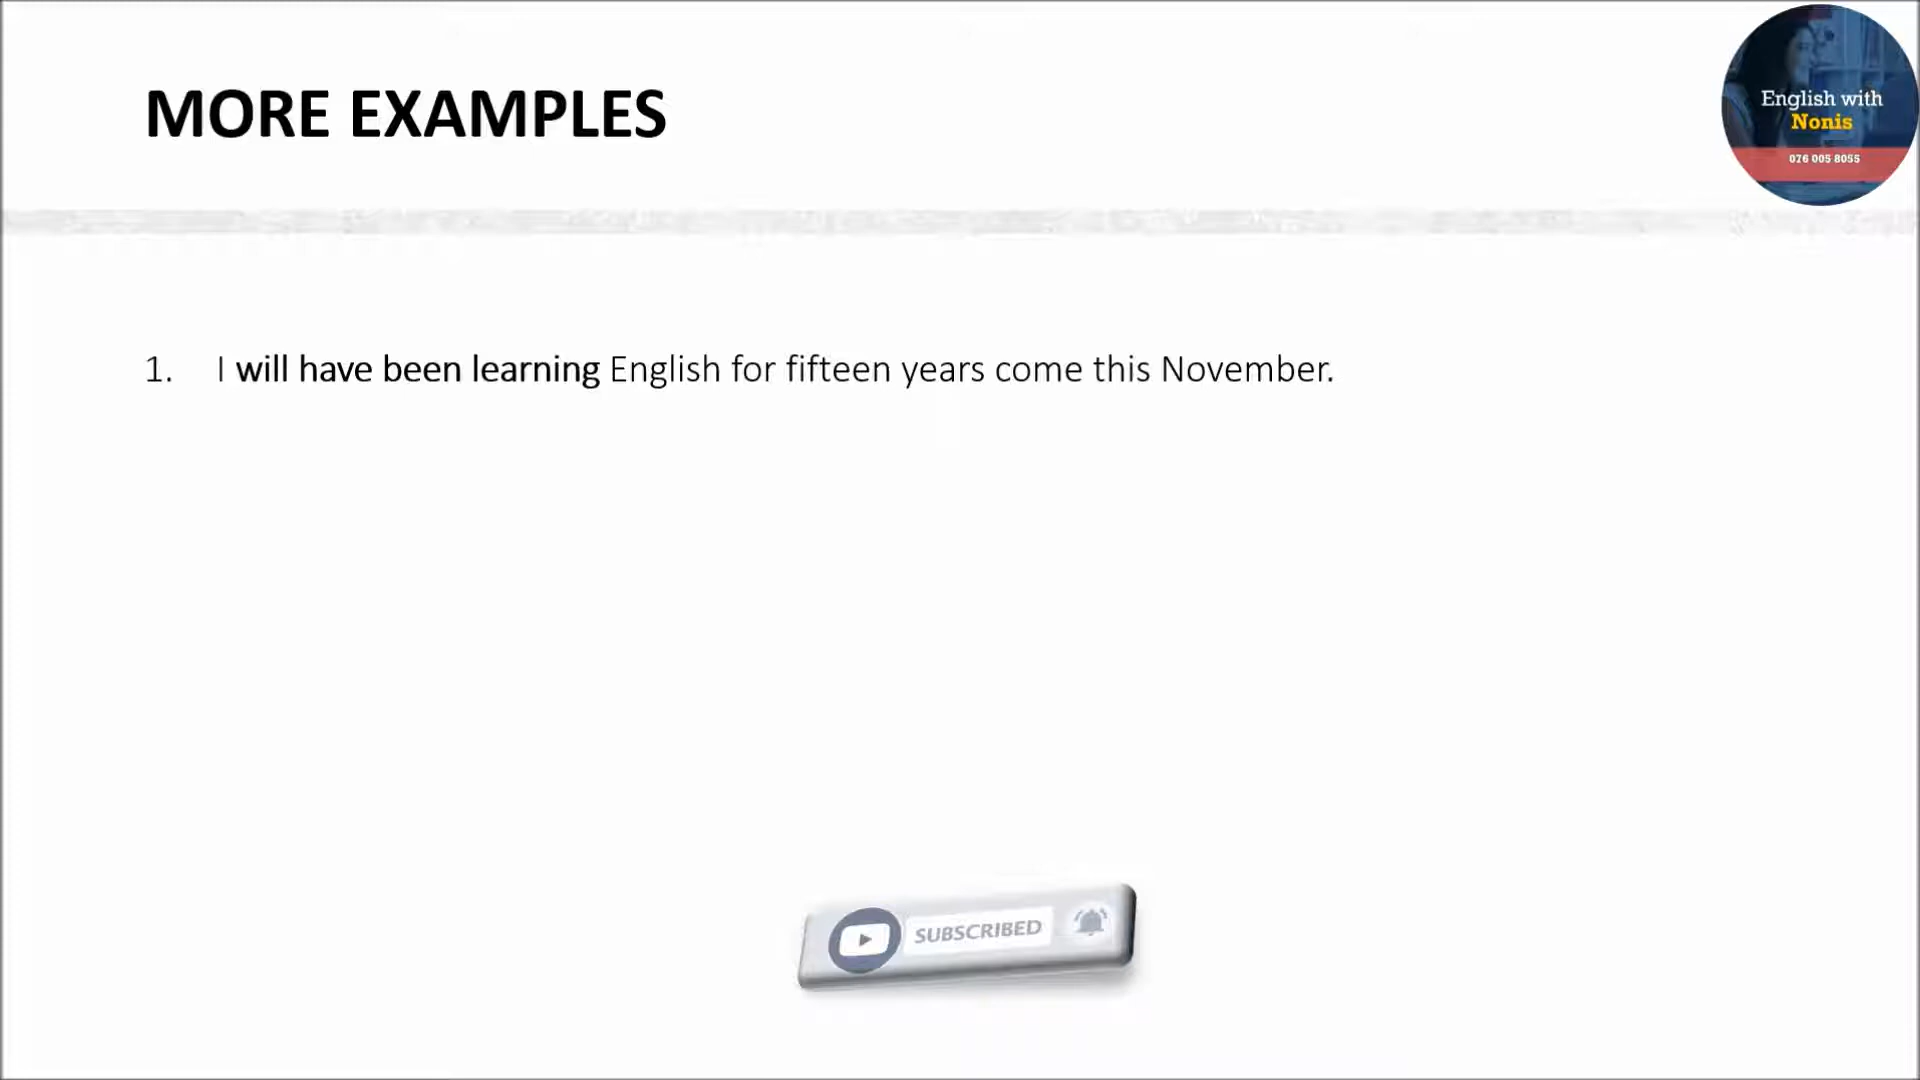 MORE EXAMPLES
English with
Nonis
076 005 8055
1. I will have been learning English for fifteen years come this November.
SUBSCRIBED